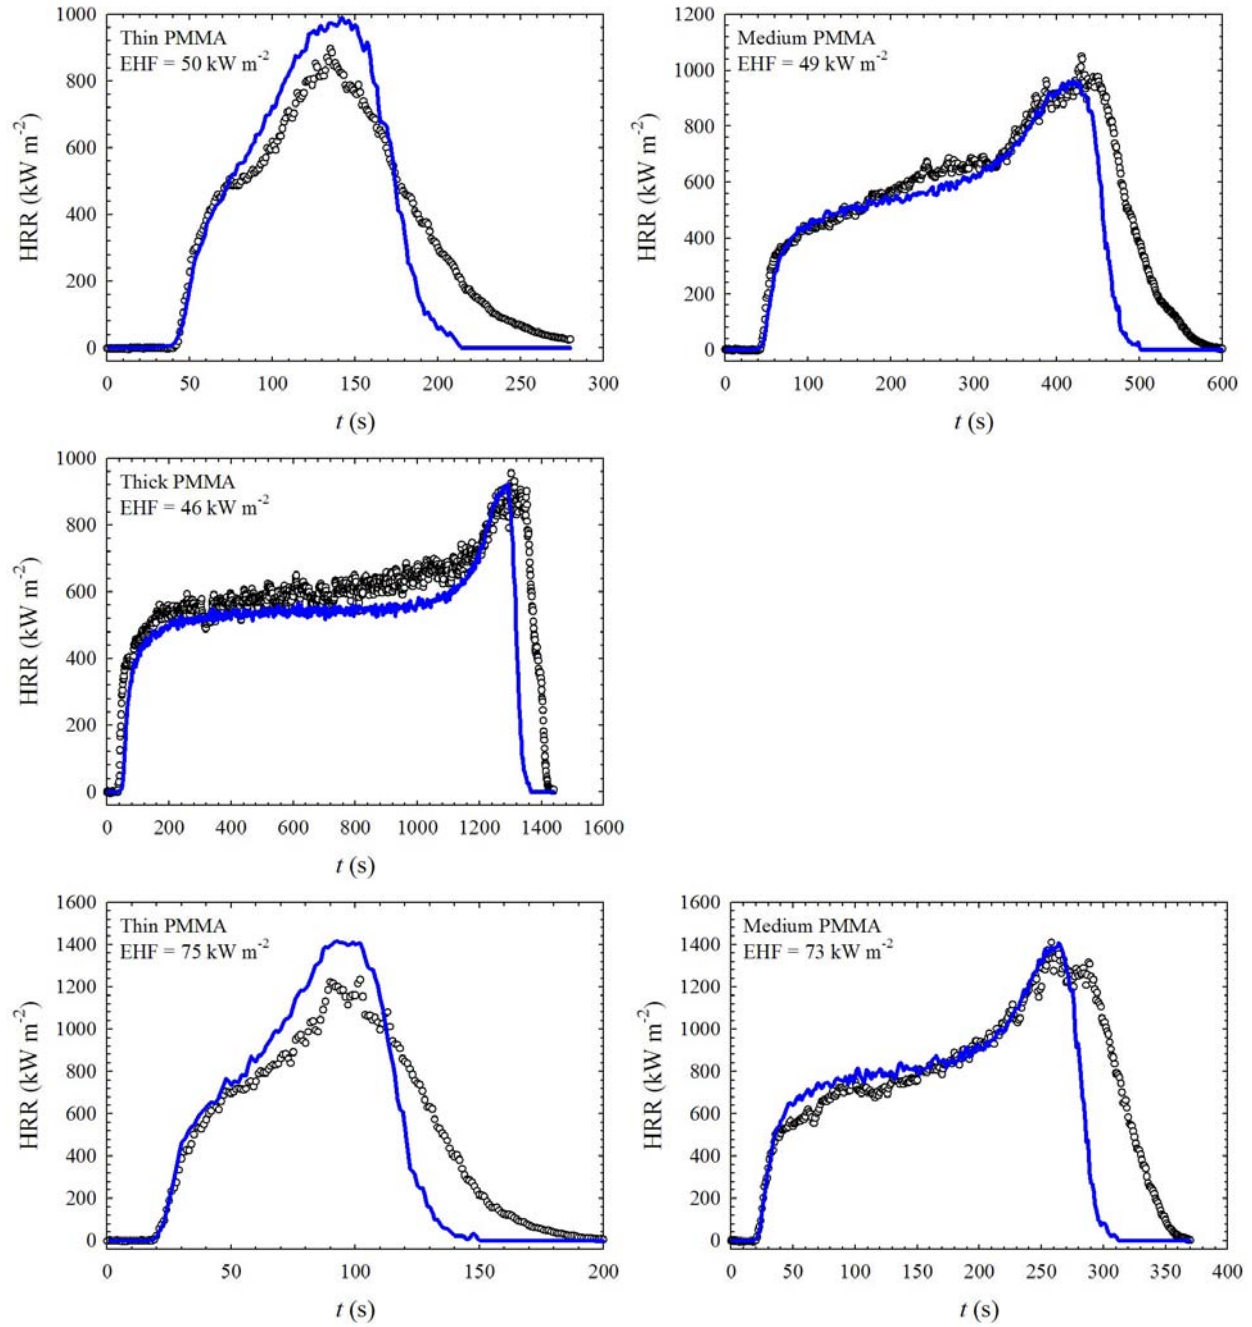 Thin PMMA
EHF = 50 kW m-2
HRR (kW m-2)
1000
800
600
400
200
0
0 50 100 150 200 250 300
t (s)
Medium PMMA
EHF = 49 kW m-2
HRR (kW m-2)
1200
1000
800
600
400
200
0
0 100 200 300 400 500 600
t (s)
Thick PMMA
EHF = 46 kW m-2
HRR (kW m-2)
1000
800
600
400
200
0
0 200 400 600 800 1000 1200 1400 1600
t (s)
Thin PMMA
EHF = 75 kW m-2
HRR (kW m-2)
1600
1400
1200
1000
800
600
400
200
0
0 50 100 150 200
t (s)
Medium PMMA
EHF = 73 kW m-2
HRR (kW m-2)
1600
1400
1200
1000
800
600
400
200
0
0 50 100 150 200 250 300 350 400
t (s)